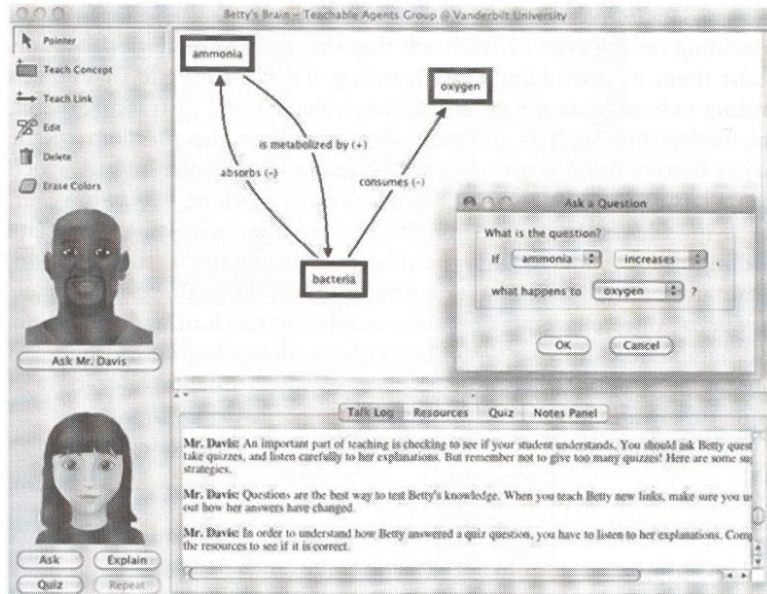 Betty's Brain – Teachable Agents Group @ Vanderbilt University
Pointer
Teach Concept
Teach Link
Edit
Delete
Erase Colors
Ask Mr. Davis
Ask
Explain
Quiz
Repeat
ammonia
oxygen
is metabolized by (+)
absorbs (–)
consumes (–)
bacteria
Ask a Question
What is the question?
If ammonia increases ,
what happens to oxygen ?
OK
Cancel
Talk Log
Resources
Quiz
Notes Panel
Mr. Davis: An important part of teaching is checking to see if your student understands. You should ask Betty quest
take quizzes, and listen carefully to her explanations. But remember not to give too many quizzes! Here are some su
strategies.
Mr. Davis: Questions are the best way to test Betty's knowledge. When you teach Betty new links, make sure you u
out how her answers have changed.
Mr. Davis: In order to understand how Betty answered a quiz question, you have to listen to her explanations. Comp
the resources to see if it is correct.